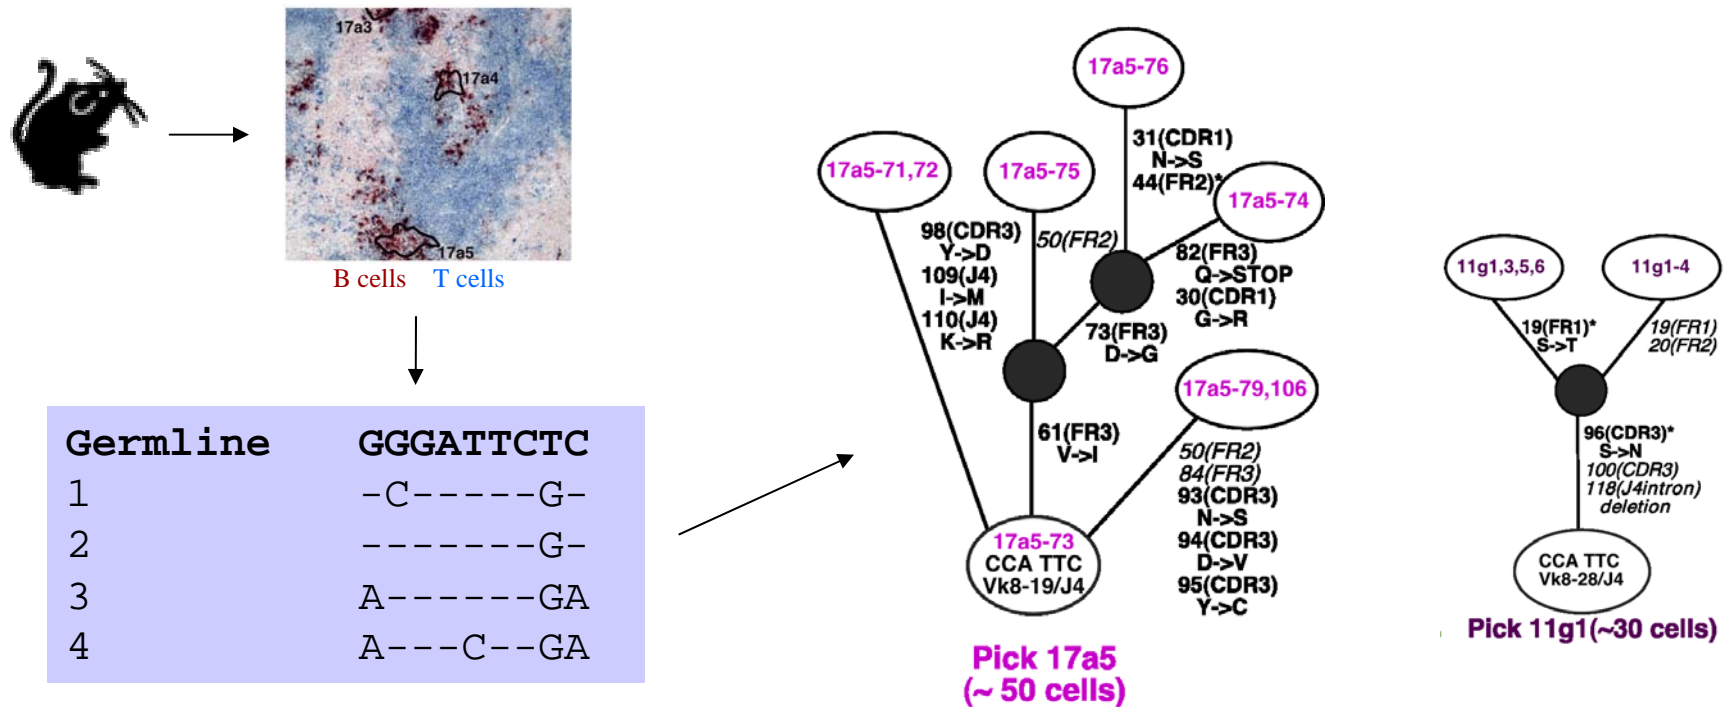 17a3
17a4
17a5
B cells T cells
Germline GGGATTCTC
1 -C-----G-
2 -------G-
3 A------GA
4 A---C--GA
17a5-76
31(CDR1)
N->S
44(FR2)*
17a5-71,72
17a5-75
17a5-74
98(CDR3)
Y->D
109(J4)
I->M
110(J4)
K->R
50(FR2)
82(FR3)
Q->STOP
30(CDR1)
G->R
73(FR3)
D->G
17a5-79,106
61(FR3)
V->I
50(FR2)
84(FR3)
93(CDR3)
N->S
94(CDR3)
D->V
95(CDR3)
Y->C
17a5-73
CCA TTC
Vk8-19/J4
Pick 17a5
(~ 50 cells)
11g1,3,5,6
11g1-4
19(FR1)*
S->T
19(FR1)
20(FR2)
96(CDR3)*
S->N
100(CDR3)
118(J4intron)
deletion
CCA TTC
Vk8-28/J4
Pick 11g1(~30 cells)